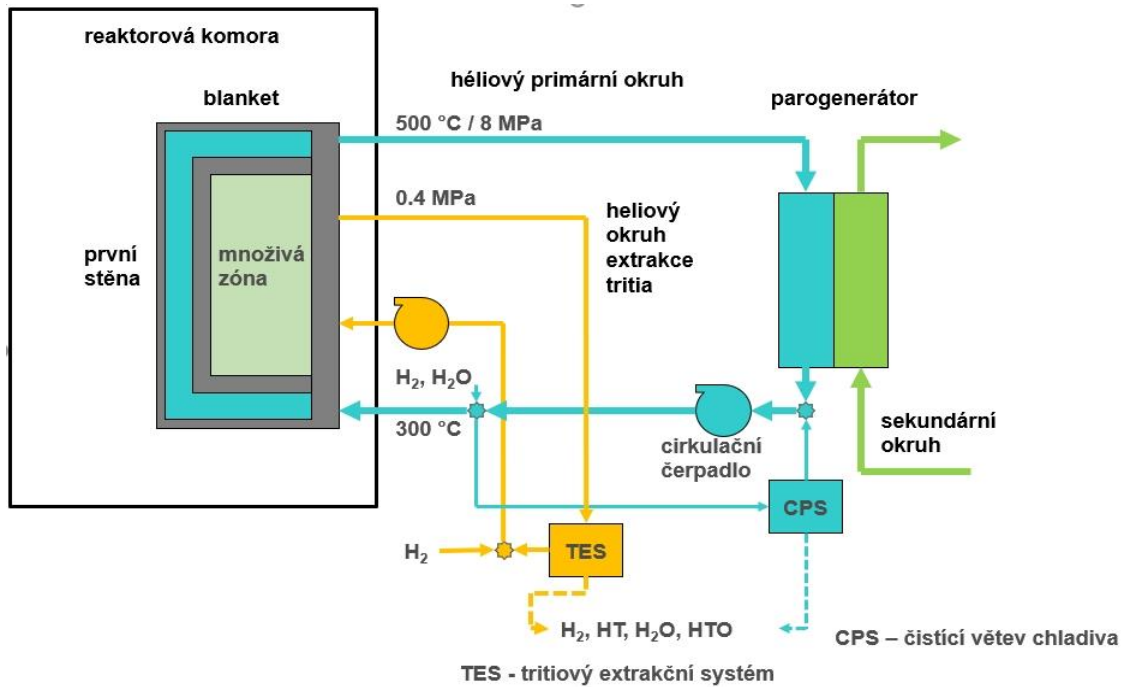 reaktorová komora
blanket
héliový primární okruh
parogenerátor
500 °C / 8 MPa
0.4 MPa
heliový
okruh
extrakce
tritia
první
stěna
množivá
zóna
H₂, H₂O
300 °C
cirkulační
čerpadlo
sekundární
okruh
CPS
H₂
TES
H₂, HT, H₂O, HTO
CPS – čistící větev chladiva
TES - tritiový extrakční systém